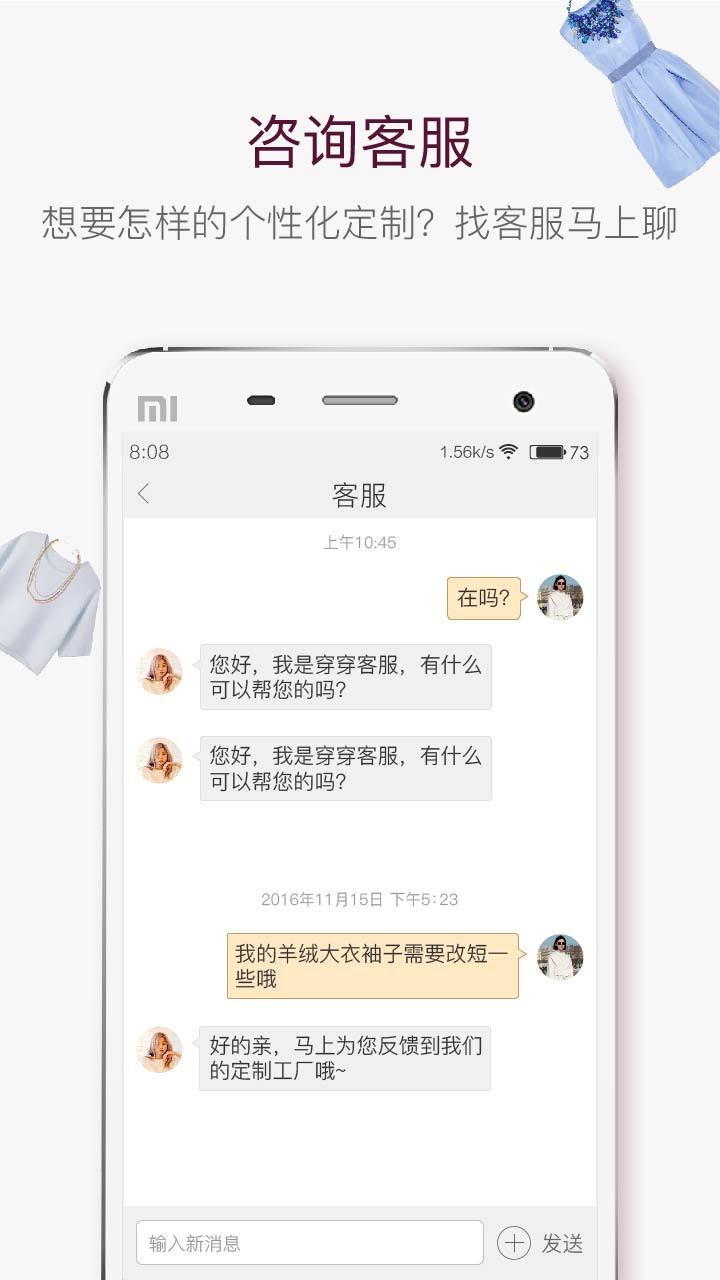 咨询客服
想要怎样的个性化定制？找客服马上聊
mi
8:08
1.56k/s
73
客服
上午10:45
在吗？
您好，我是穿穿客服，有什么
可以帮您的吗？
您好，我是穿穿客服，有什么
可以帮您的吗？
2016年11月15日 下午5:23
我的羊绒大衣袖子需要改短一
些哦
好的亲，马上为您反馈到我们
的定制工厂哦~
输入新消息
发送